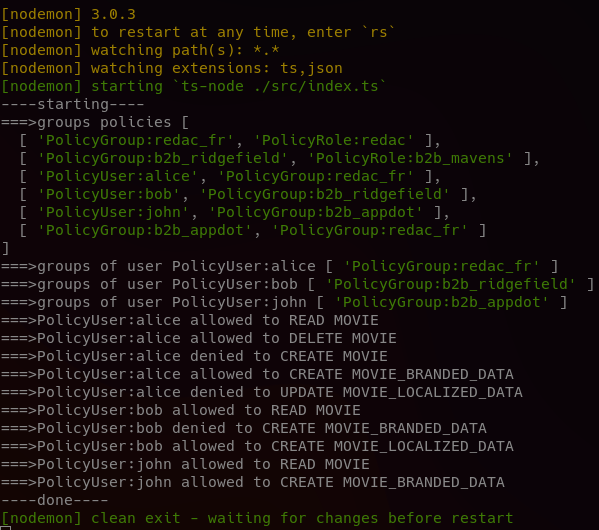 [nodemon] 3.0.3
[nodemon] to restart at any time, enter `rs`
[nodemon] watching path(s): *.*
[nodemon] watching extensions: ts,json
[nodemon] starting `ts-node ./src/index.ts`
----starting----
===>groups policies [
  [ 'PolicyGroup:redac_fr', 'PolicyRole:redac' ],
  [ 'PolicyGroup:b2b_ridgefield', 'PolicyRole:b2b_mavens' ],
  [ 'PolicyUser:alice', 'PolicyGroup:redac_fr' ],
  [ 'PolicyUser:bob', 'PolicyGroup:b2b_ridgefield' ],
  [ 'PolicyUser:john', 'PolicyGroup:b2b_appdot' ],
  [ 'PolicyGroup:b2b_appdot', 'PolicyGroup:redac_fr' ]
]
===>groups of user PolicyUser:alice [ 'PolicyGroup:redac_fr' ]
===>groups of user PolicyUser:bob [ 'PolicyGroup:b2b_ridgefield' ]
===>groups of user PolicyUser:john [ 'PolicyGroup:b2b_appdot' ]
===>PolicyUser:alice allowed to READ MOVIE
===>PolicyUser:alice allowed to DELETE MOVIE
===>PolicyUser:alice denied to CREATE MOVIE
===>PolicyUser:alice allowed to CREATE MOVIE_BRANDED_DATA
===>PolicyUser:alice denied to UPDATE MOVIE_LOCALIZED_DATA
===>PolicyUser:bob allowed to READ MOVIE
===>PolicyUser:bob denied to CREATE MOVIE_BRANDED_DATA
===>PolicyUser:bob allowed to CREATE MOVIE_LOCALIZED_DATA
===>PolicyUser:john allowed to READ MOVIE
===>PolicyUser:john allowed to CREATE MOVIE_BRANDED_DATA
----done----
[nodemon] clean exit - waiting for changes before restart